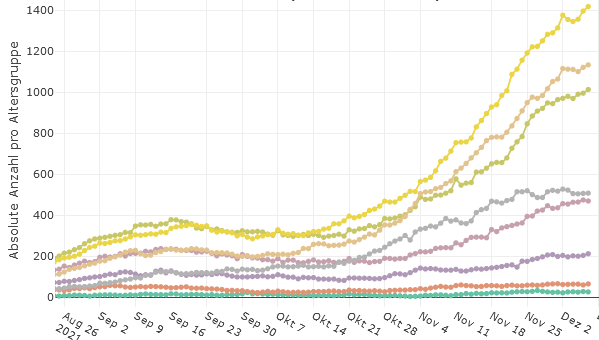 Absolute Anzahl pro Altersgruppe
1400
1200
1000
800
600
400
200
0
Aug 26
2021
Sep 2
Sep 9
Sep 16
Sep 23
Sep 30
Okt 7
Okt 14
Okt 21
Okt 28
Nov 4
Nov 11
Nov 18
Nov 25
Dez 2